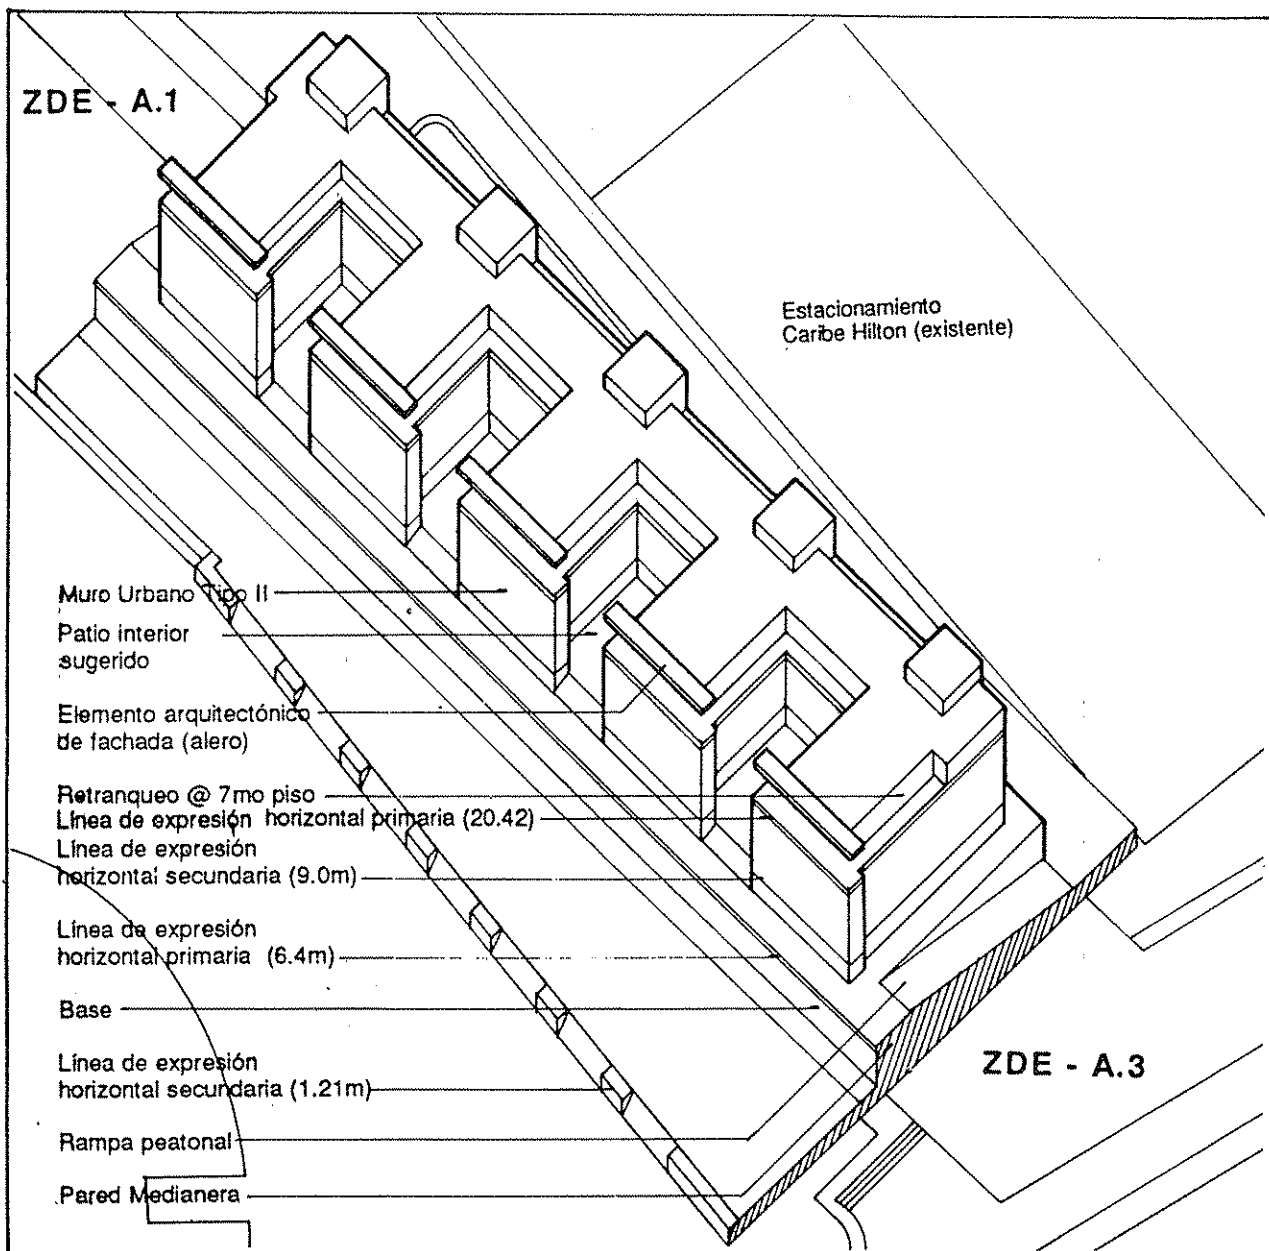 ZDE - A.1
Estacionamiento
Caribe Hilton (existente)
Muro Urbano Tipo II
Patio interior
sugerido
Elemento arquitectónico
de fachada (alero)
Retranqueo @ 7mo piso
Línea de expresión horizontal primaria (20.42)
Línea de expresión
horizontal secundaria (9.0m)
Línea de expresión
horizontal primaria (6.4m)
Base
Línea de expresión
horizontal secundaria (1.21m)
Rampa peatonal
Pared Medianera
ZDE - A.3